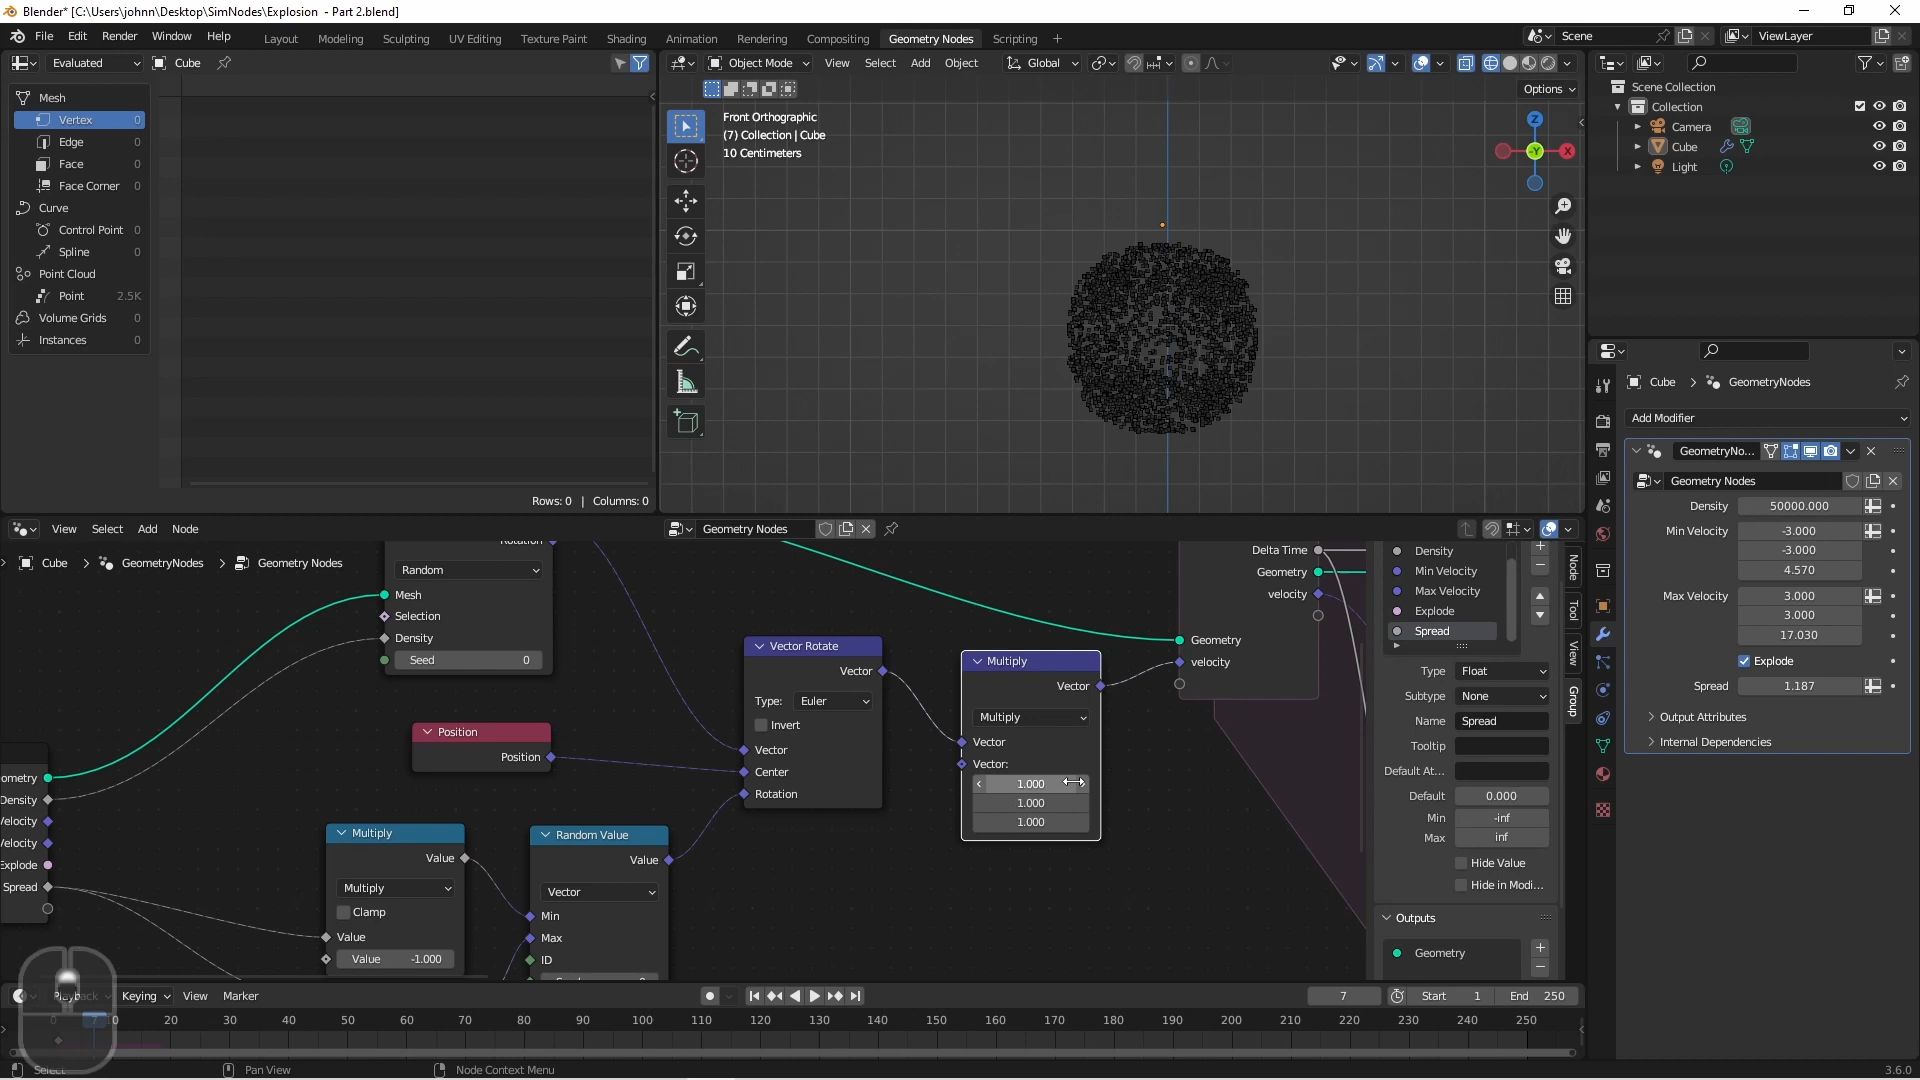 Blender* [C:\Users\johnn\Desktop\SimNodes\Explosion - Part 2.blend]
File Edit Render Window Help
Layout Modeling Sculpting UV Editing Texture Paint Shading Animation Rendering Compositing Geometry Nodes Scripting +
Scene
ViewLayer
Evaluated
Cube
Mesh
Vertex 0
Edge 0
Face 0
Face Corner 0
Curve
Control Point 0
Spline 0
Point Cloud
Point 2.5K
Volume Grids 0
Instances 0
Rows: 0 | Columns: 0
Object Mode View Select Add Object Global
Options
Front Orthographic
(7) Collection | Cube
10 Centimeters
Z
-Y
X
Scene Collection
Collection
Camera
Cube
Light
Cube GeometryNodes
Add Modifier
GeometryNo...
Geometry Nodes
Density 50000.000
Min Velocity -3.000
-3.000
4.570
Max Velocity 3.000
3.000
17.030
Explode
Spread 1.187
Output Attributes
Internal Dependencies
View Select Add Node
Geometry Nodes
Cube GeometryNodes Geometry Nodes
Rotation
Random
Mesh
Selection
Density
Seed 0
Position
Position
Vector Rotate
Vector
Type: Euler
Invert
Vector
Center
Rotation
Multiply
Vector
Multiply
Vector
Vector:
1.000
1.000
1.000
Delta Time
Geometry
velocity
Geometry
velocity
ometry
Density
Velocity
Velocity
Explode
Spread
Multiply
Value
Multiply
Clamp
Value
Value -1.000
Random Value
Value
Vector
Min
Max
ID
Density
Min Velocity
Max Velocity
Explode
Spread
Type Float
Subtype None
Name Spread
Tooltip
Default At...
Default 0.000
Min -inf
Max inf
Hide Value
Hide in Modi...
Outputs
Geometry
Node
Tool
View
Group
Playback Keying View Marker
7
Start 1 End 250
0 7 10 20 30 40 50 60 70 80 90 100 110 120 130 140 150 160 170 180 190 200 210 220 230 240 250
Select
Pan View
Node Context Menu
3.6.0